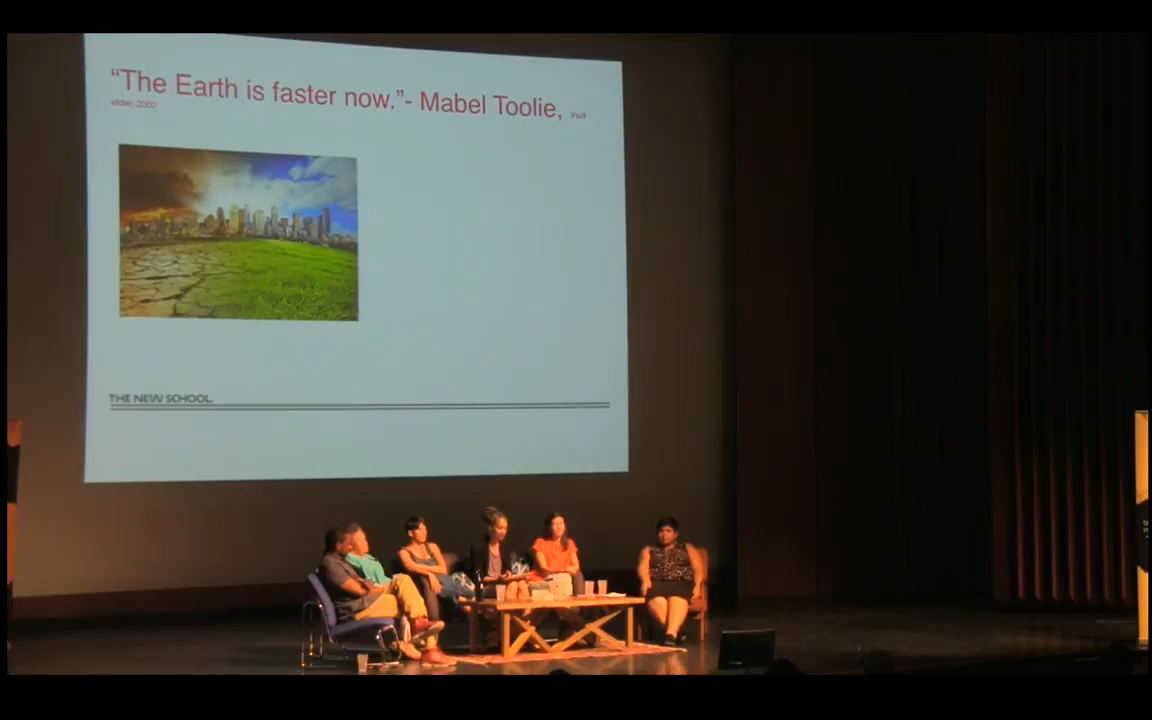 “The Earth is faster now.”- Mabel Toolie, Inuit
elder, 2002
THE NEW SCHOOL